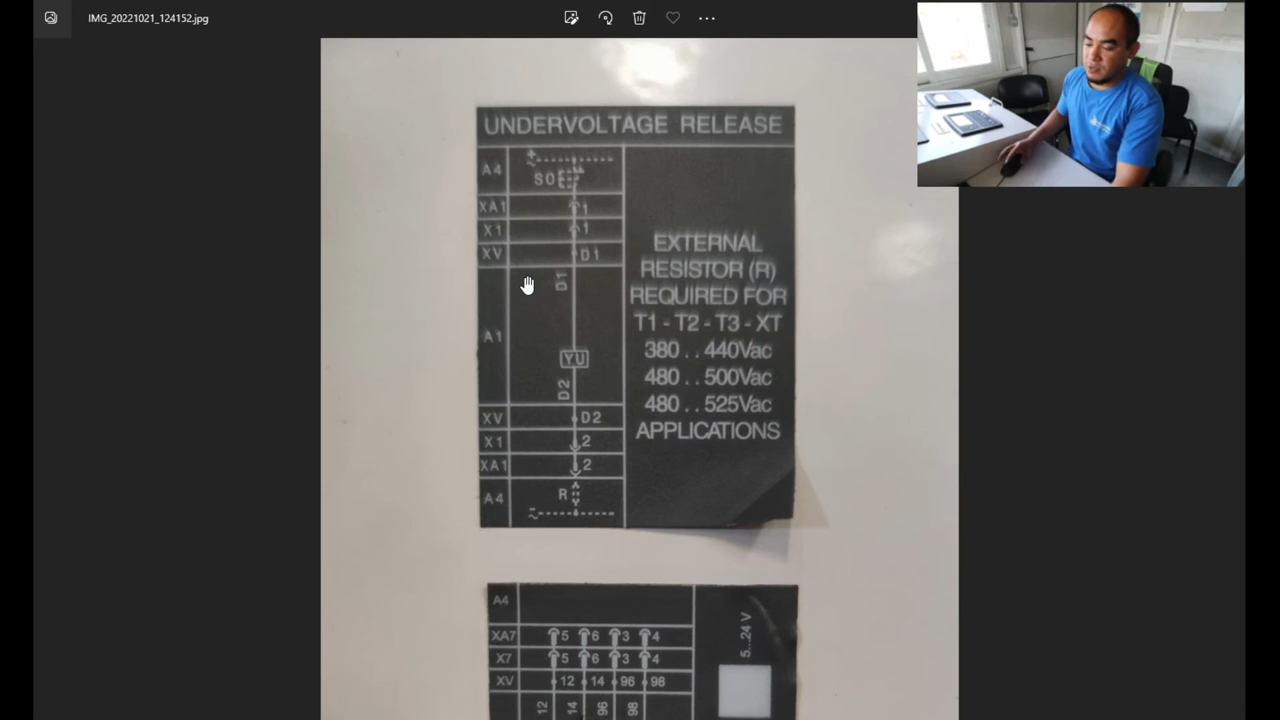 IMG_20221021_124152.jpg
UNDERVOLTAGE RELEASE
A4
SO
XA1 1
X1 1
XV D1
D1
A1
YU
D2
XV D2
X1 2
XA1 2
A4 R
EXTERNAL
RESISTOR (R)
REQUIRED FOR
T1 - T2 - T3 - XT
380 . . 440Vac
480 . . 500Vac
480 . . 525Vac
APPLICATIONS
A4
XA7 5 6 3 4
X7 5 6 3 4
XV 12 14 96 98
12 14 96 98
5...24 V